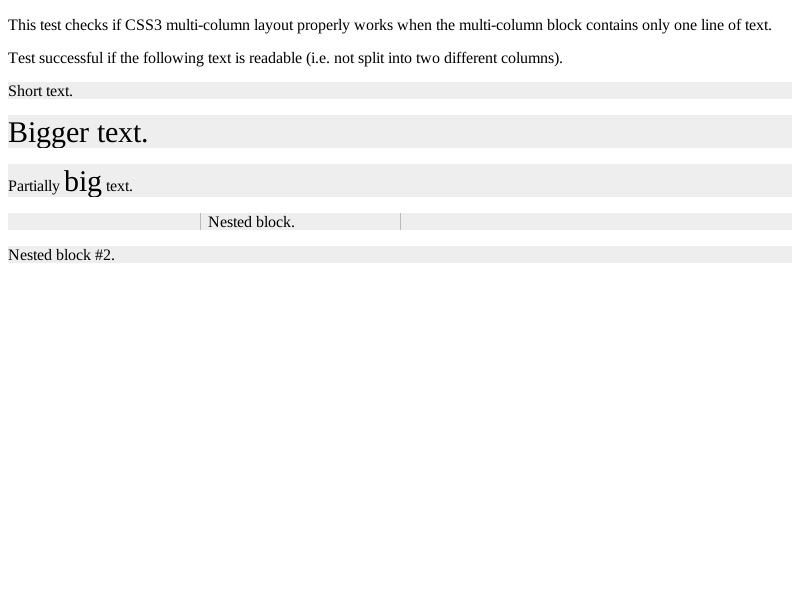 This test checks if CSS3 multi-column layout properly works when the multi-column block contains only one line of text.
Test successful if the following text is readable (i.e. not split into two different columns).
Short text.
Bigger text.
Partially big text.
Nested block.
Nested block #2.